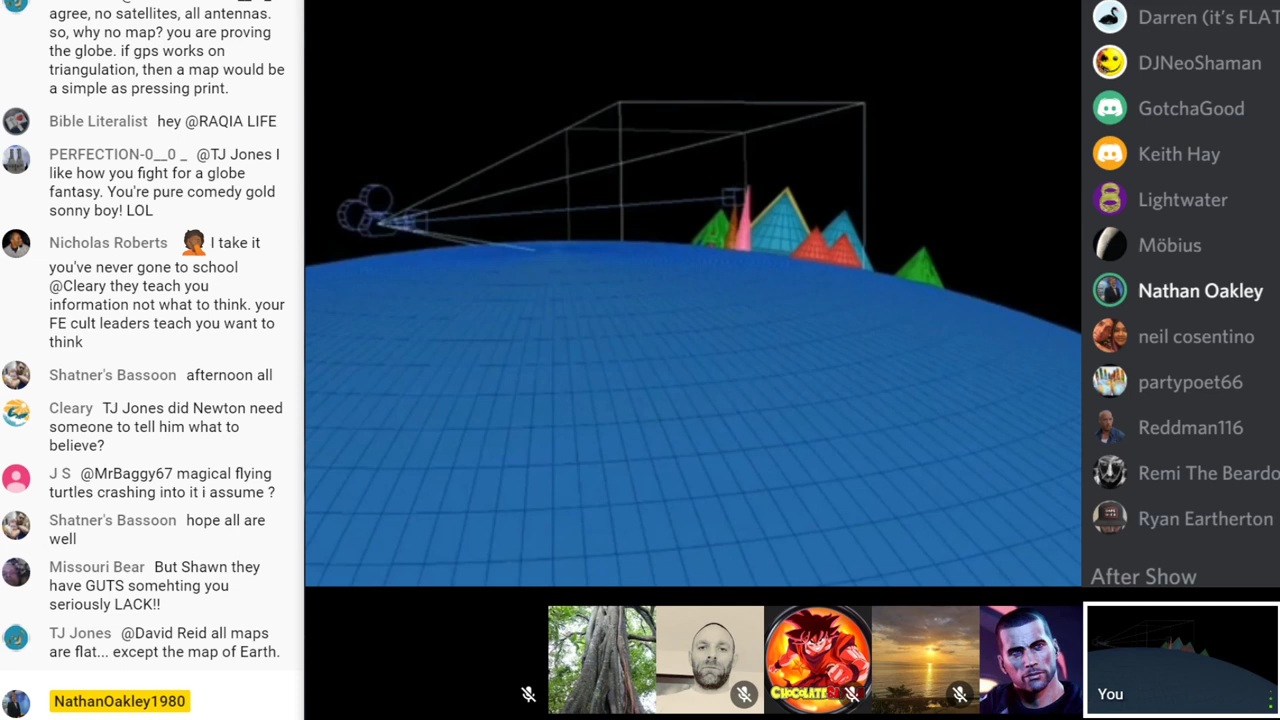 agree, no satellites, all antennas.
so, why no map? you are proving
the globe. if gps works on
triangulation, then a map would be
a simple as pressing print.
Bible Literalist hey @RAQIA LIFE
PERFECTION-0__0 _ @TJ Jones I
like how you fight for a globe
fantasy. You're pure comedy gold
sonny boy! LOL
Nicholas Roberts I take it
you've never gone to school
@Cleary they teach you
information not what to think. your
FE cult leaders teach you want to
think
Shatner's Bassoon afternoon all
Cleary TJ Jones did Newton need
someone to tell him what to
believe?
J S @MrBaggy67 magical flying
turtles crashing into it i assume ?
Shatner's Bassoon hope all are
well
Missouri Bear But Shawn they
have GUTS somehting you
seriously LACK!!
TJ Jones @David Reid all maps
are flat... except the map of Earth.
NathanOakley1980
CHOCOLATE
You
Darren (it's FLAT
DJNeoShaman
GotchaGood
Keith Hay
Lightwater
Möbius
Nathan Oakley
neil cosentino
partypoet66
Reddman116
Remi The Beardo
Ryan Eartherton
After Show